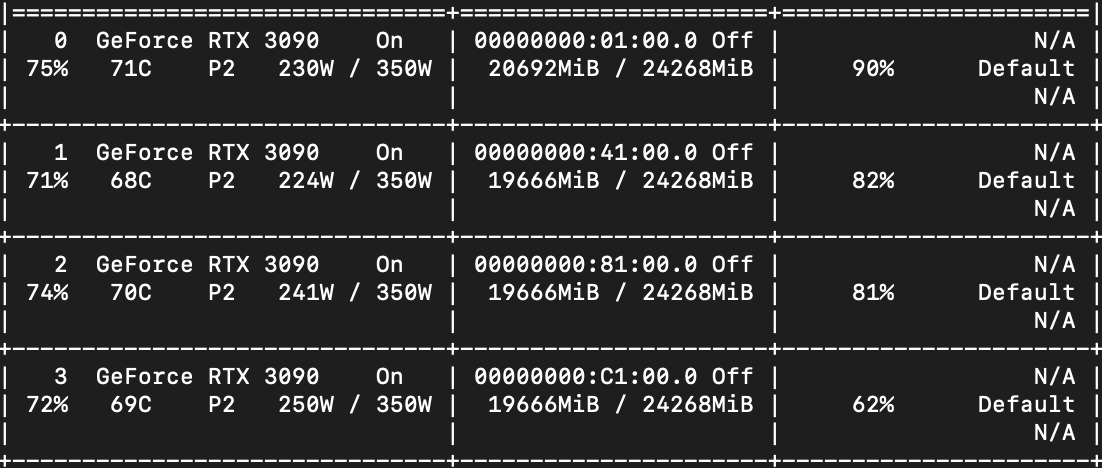 |===============================+======================+======================|
|   0  GeForce RTX 3090    On   | 00000000:01:00.0 Off |                  N/A |
| 75%   71C    P2   230W / 350W |  20692MiB / 24268MiB |     90%      Default |
|                               |                      |                  N/A |
+-------------------------------+----------------------+----------------------+
|   1  GeForce RTX 3090    On   | 00000000:41:00.0 Off |                  N/A |
| 71%   68C    P2   224W / 350W |  19666MiB / 24268MiB |     82%      Default |
|                               |                      |                  N/A |
+-------------------------------+----------------------+----------------------+
|   2  GeForce RTX 3090    On   | 00000000:81:00.0 Off |                  N/A |
| 74%   70C    P2   241W / 350W |  19666MiB / 24268MiB |     81%      Default |
|                               |                      |                  N/A |
+-------------------------------+----------------------+----------------------+
|   3  GeForce RTX 3090    On   | 00000000:C1:00.0 Off |                  N/A |
| 72%   69C    P2   250W / 350W |  19666MiB / 24268MiB |     62%      Default |
|                               |                      |                  N/A |
+-------------------------------+----------------------+----------------------+